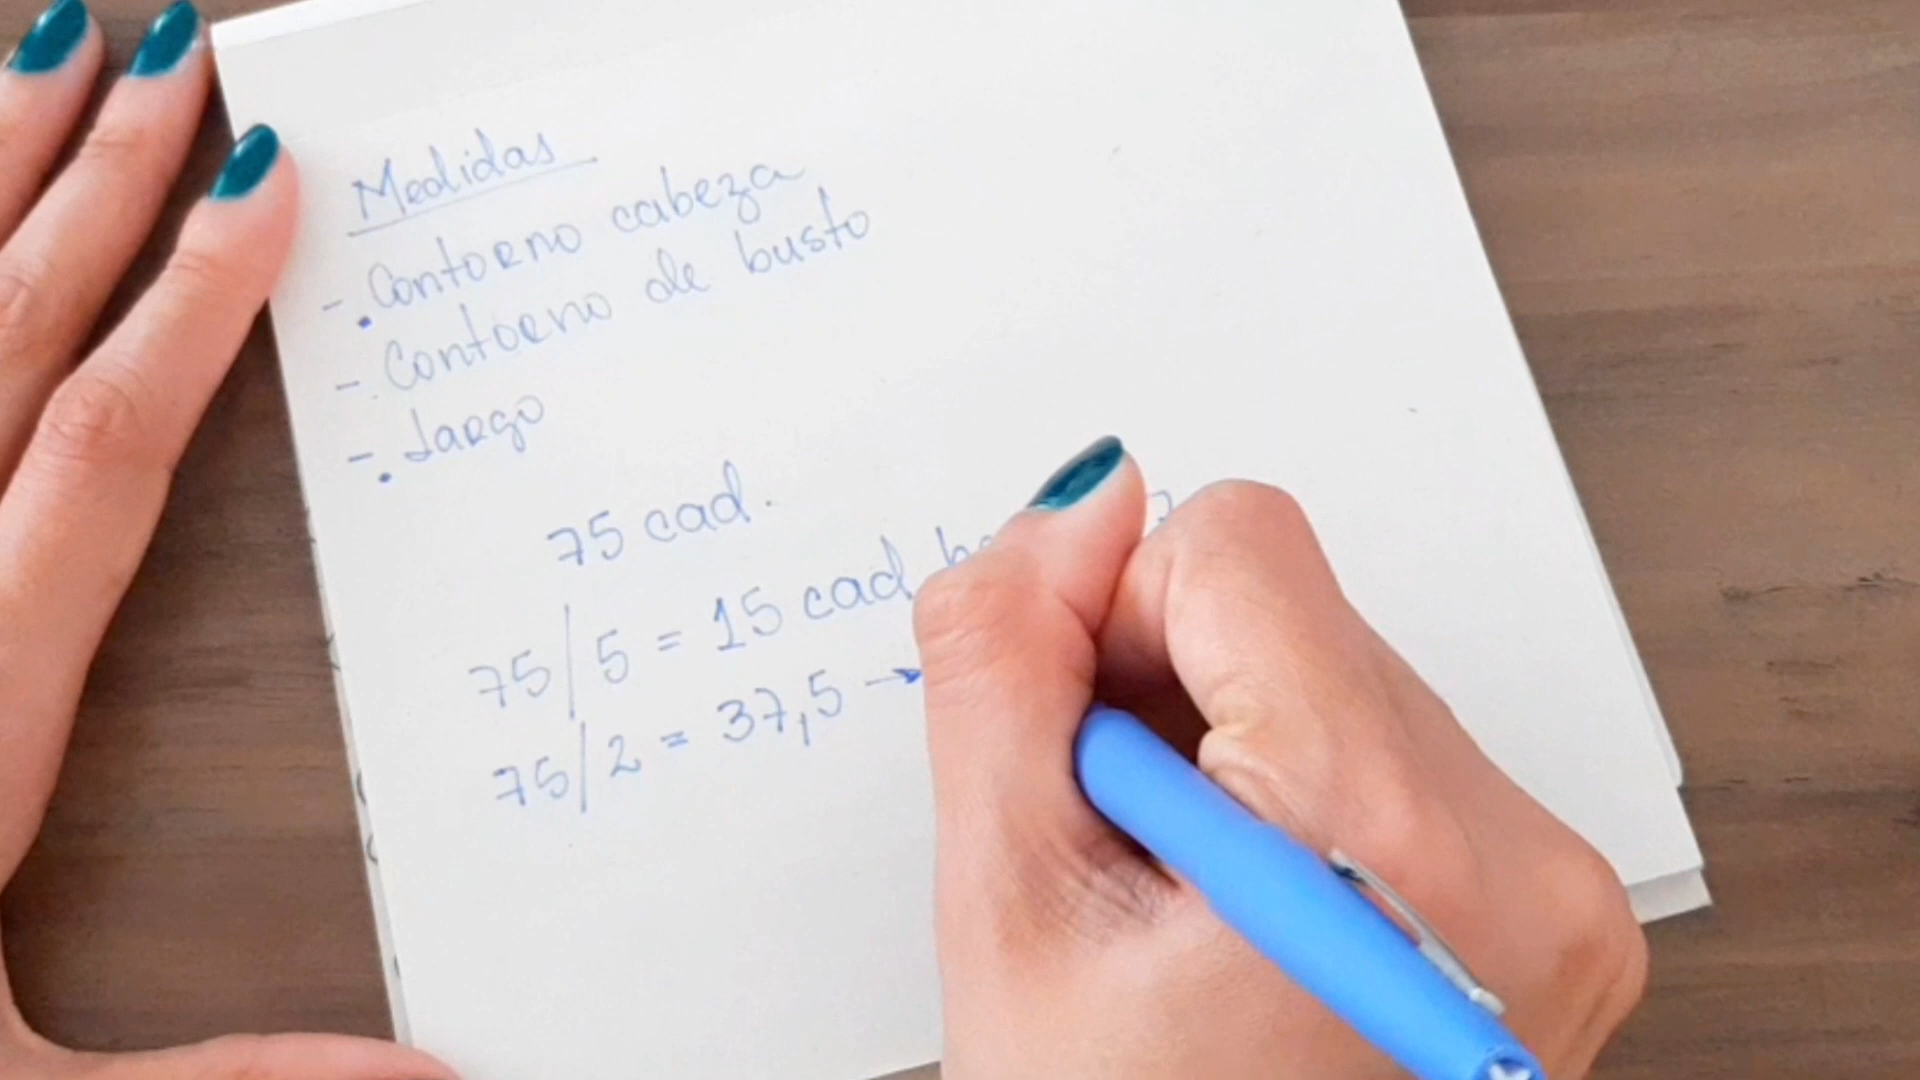 Medidas
-. Contorno cabeza
- Contorno de busto
-. Largo
75 cad.
75/5 = 15 cad
75/2 = 37,5 →